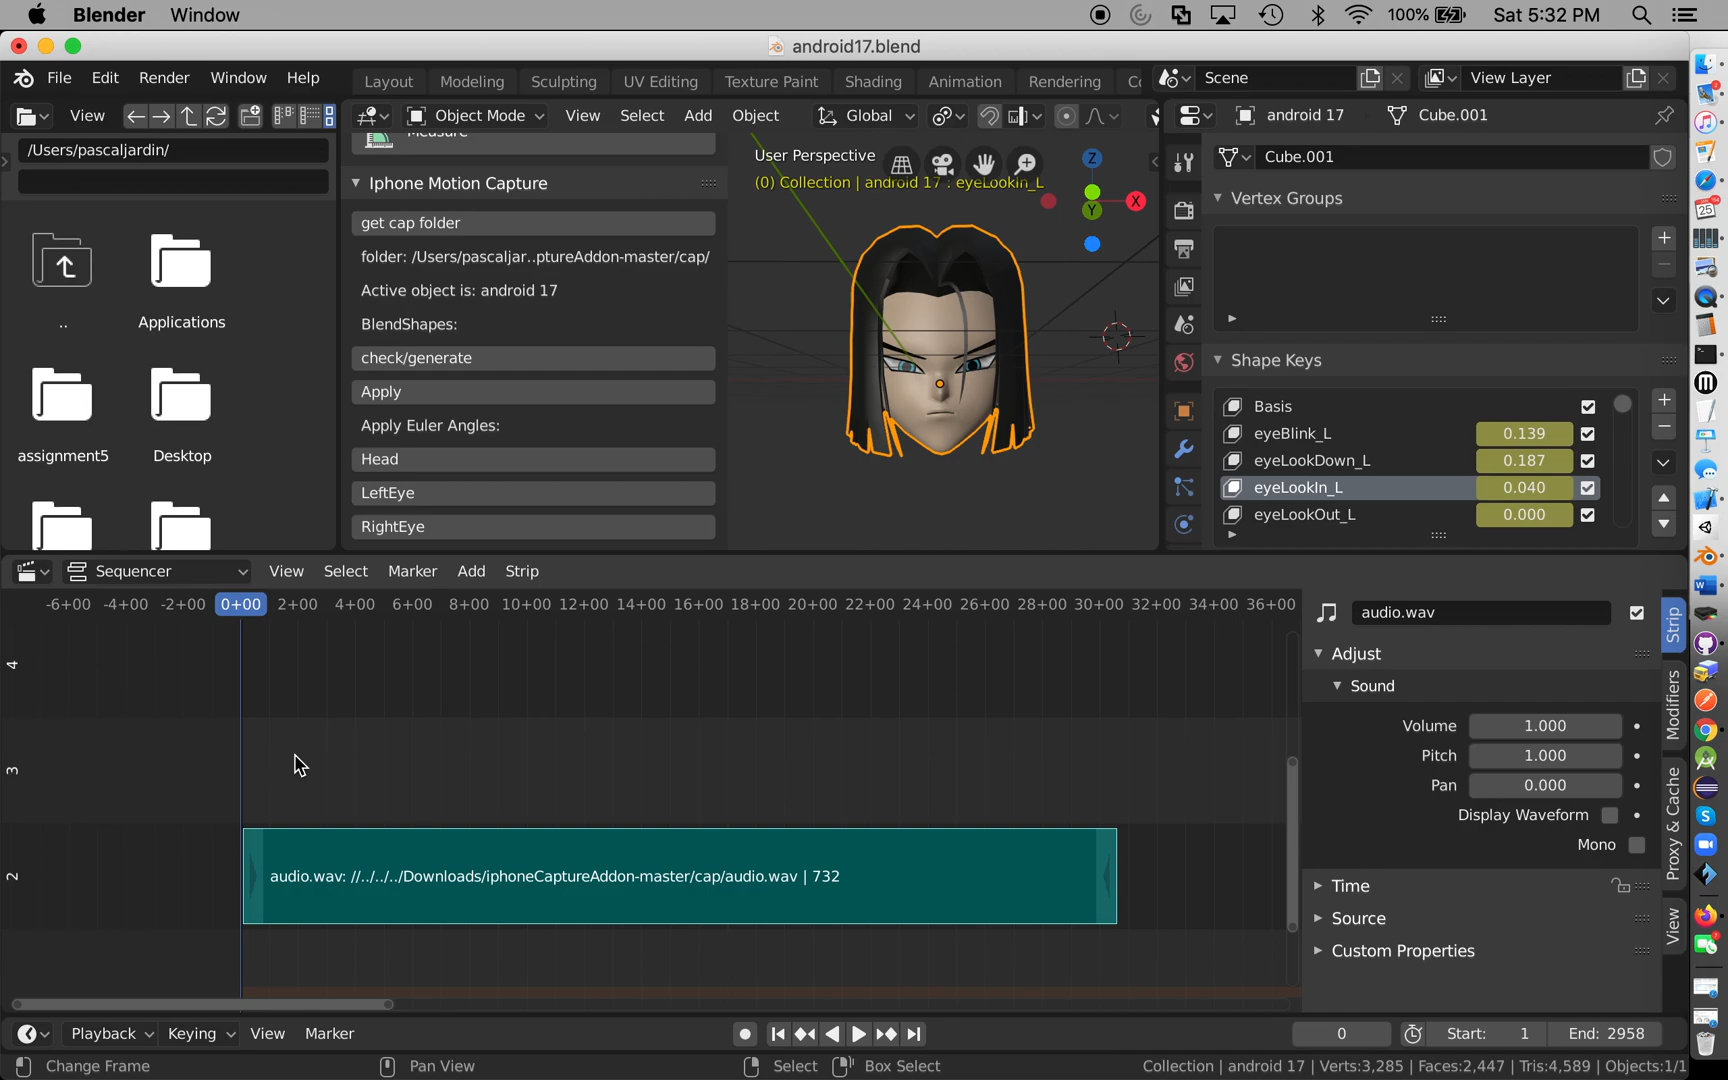 Blender Window
100% Sat 5:32 PM
android17.blend
File Edit Render Window Help
Layout Modeling Sculpting UV Editing Texture Paint Shading Animation Rendering
Scene
View Layer
View
Object Mode View Select Add Object
Global
android 17 Cube.001
/Users/pascaljardin/
..
Applications
assignment5
Desktop
Measure
Iphone Motion Capture
get cap folder
folder: /Users/pascaljar..ptureAddon-master/cap/
Active object is: android 17
BlendShapes:
check/generate
Apply
Apply Euler Angles:
Head
LeftEye
RightEye
User Perspective
(0) Collection | android 17 : eyeLookIn_L
Z
Y
X
Cube.001
Vertex Groups
Shape Keys
Basis
eyeBlink_L 0.139
eyeLookDown_L 0.187
eyeLookIn_L 0.040
eyeLookOut_L 0.000
Sequencer View Select Marker Add Strip
-6+00 -4+00 -2+00 0+00 2+00 4+00 6+00 8+00 10+00 12+00 14+00 16+00 18+00 20+00 22+00 24+00 26+00 28+00 30+00 32+00 34+00 36+00
4
3
2
audio.wav: //../../../Downloads/iphoneCaptureAddon-master/cap/audio.wav | 732
audio.wav
Adjust
Sound
Volume 1.000
Pitch 1.000
Pan 0.000
Display Waveform
Mono
Time
Source
Custom Properties
Strip
Modifiers
Proxy & Cache
View
Playback Keying View Marker
0
Start: 1
End: 2958
Change Frame
Pan View
Select
Box Select
Collection | android 17 | Verts:3,285 | Faces:2,447 | Tris:4,589 | Objects:1/1